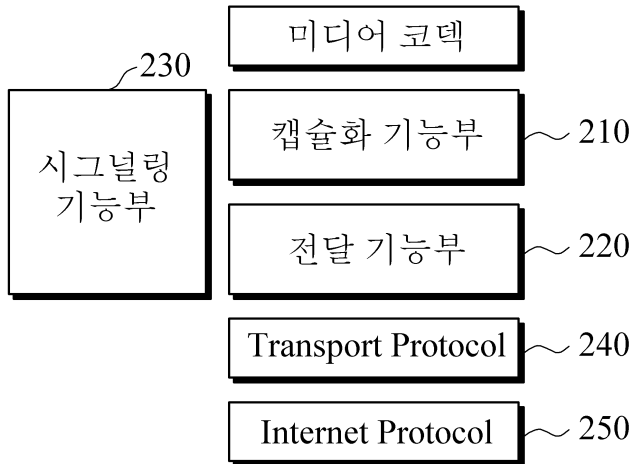 미디어 코덱
230
캡슐화 기능부
210
시그널링
기능부
전달 기능부
220
Transport Protocol
240
Internet Protocol
250